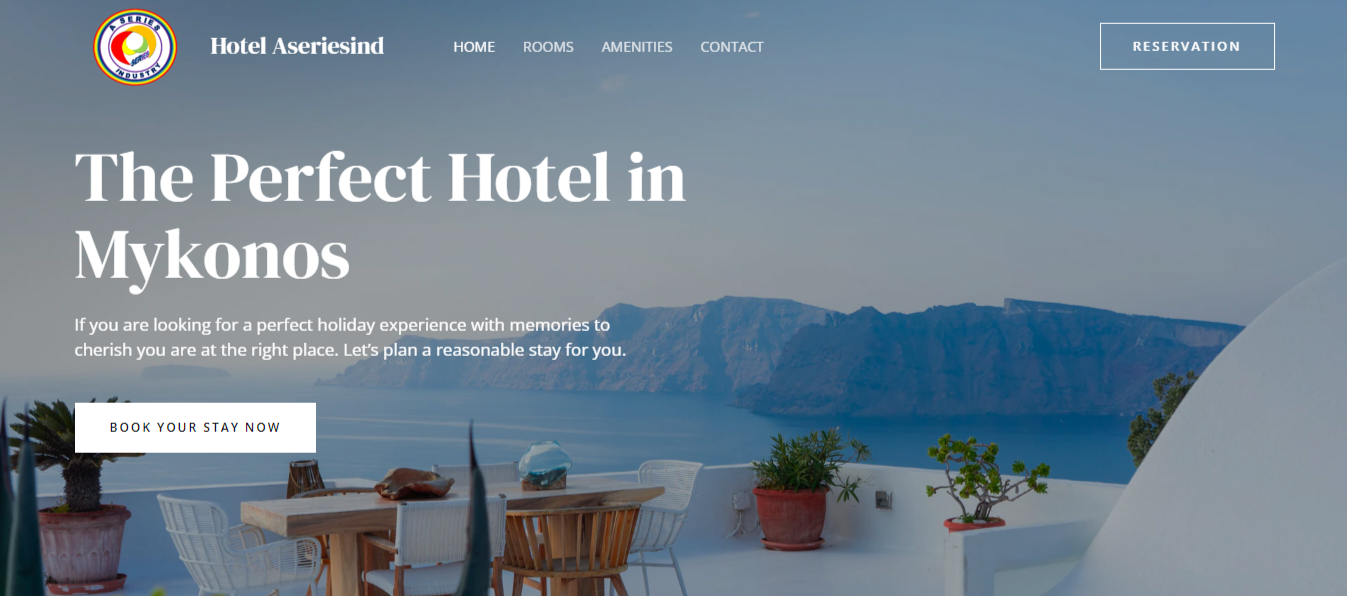 A SERIES
SERIES
INDUSTRY
Hotel Aseriesind
HOME
ROOMS
AMENITIES
CONTACT
RESERVATION
The Perfect Hotel in
Mykonos
If you are looking for a perfect holiday experience with memories to
cherish you are at the right place. Let’s plan a reasonable stay for you.
BOOK YOUR STAY NOW